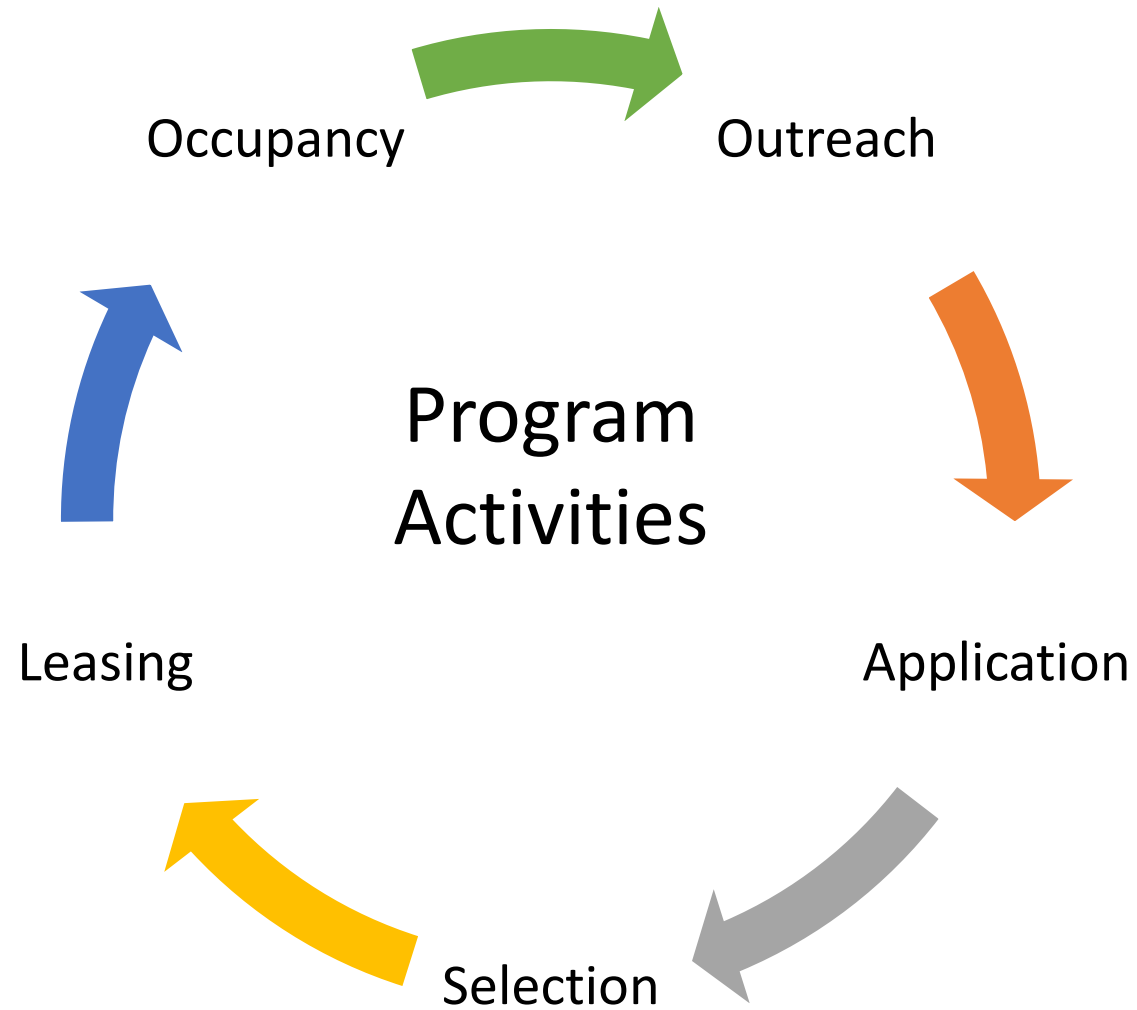 Occupancy
Outreach
Program
Activities
Leasing
Application
Selection